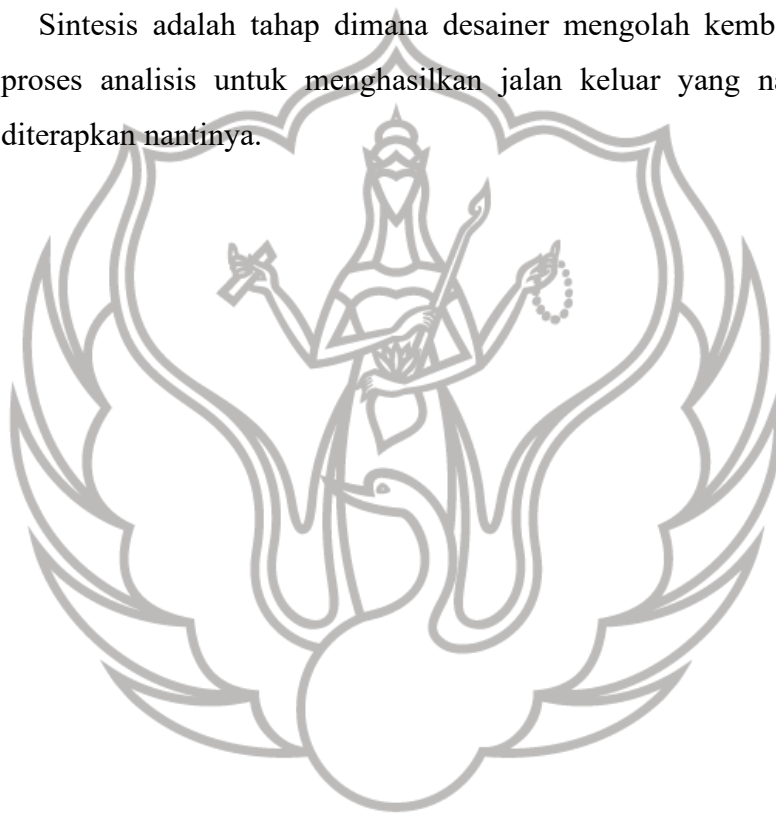 Sintesis adalah tahap dimana desainer mengolah
proses analisis untuk menghasilkan jalan keluar yang
diterapkan nantinya.